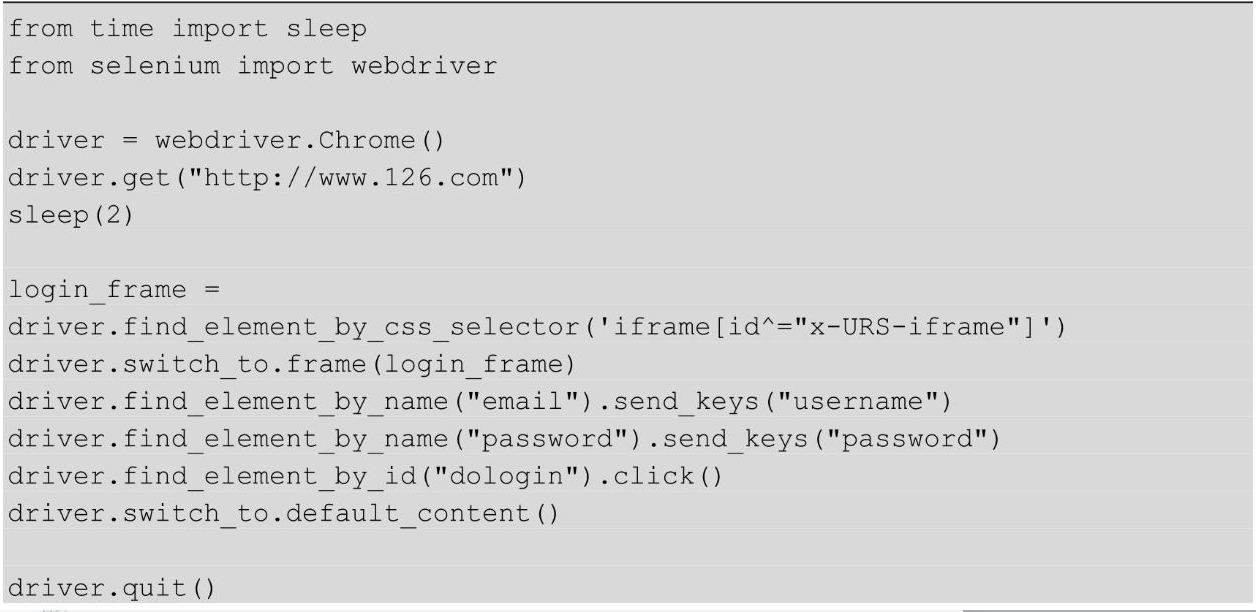 from time import sleep
from selenium import webdriver
driver = webdriver.Chrome()
driver.get("http://www.126.com")
sleep(2)
login_frame =
driver.find_element_by_css_selector('iframe[id^="x-URS-iframe"]')
driver.switch_to.frame(login_frame)
driver.find_element_by_name("email").send_keys("username")
driver.find_element_by_name("password").send_keys("password")
driver.find_element_by_id("dologin").click()
driver.switch_to.default_content()
driver.quit()